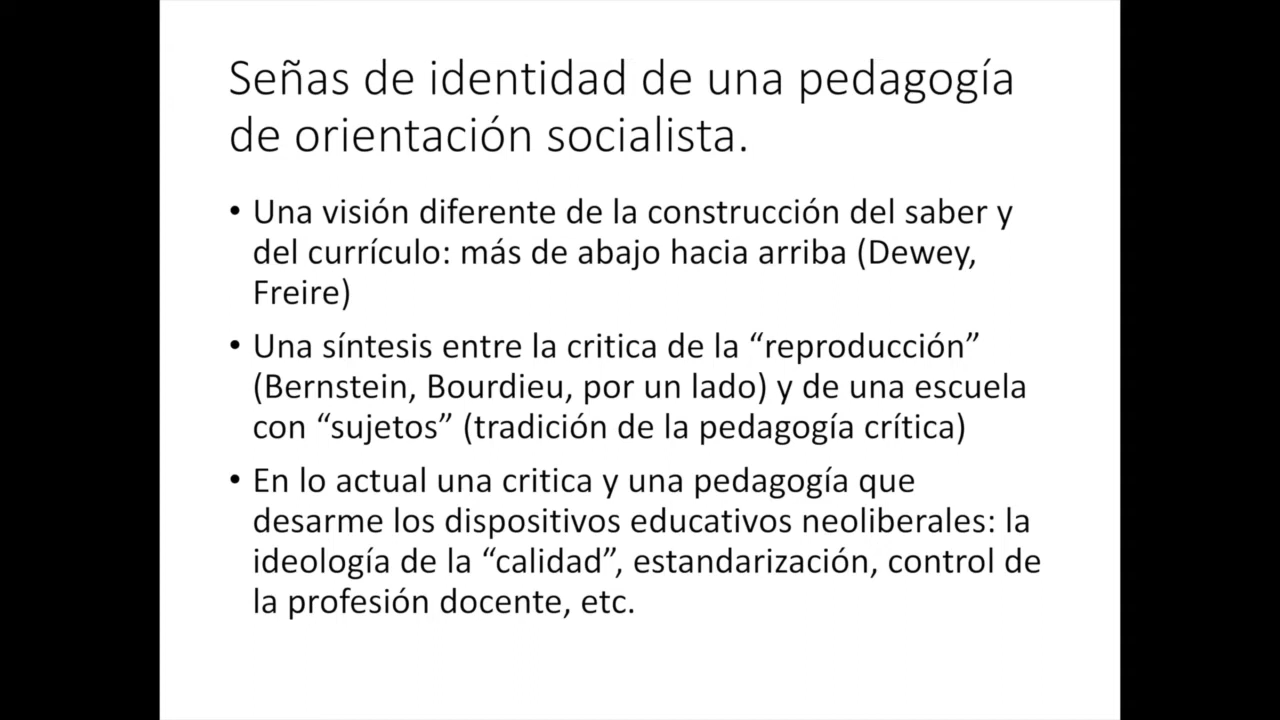 Señas de identidad de una pedagogía
de orientación socialista.
• Una visión diferente de la construcción del saber y
del currículo: más de abajo hacia arriba (Dewey,
Freire)
• Una síntesis entre la critica de la “reproducción”
(Bernstein, Bourdieu, por un lado) y de una escuela
con “sujetos” (tradición de la pedagogía crítica)
• En lo actual una critica y una pedagogía que
desarme los dispositivos educativos neoliberales: la
ideología de la “calidad”, estandarización, control de
la profesión docente, etc.